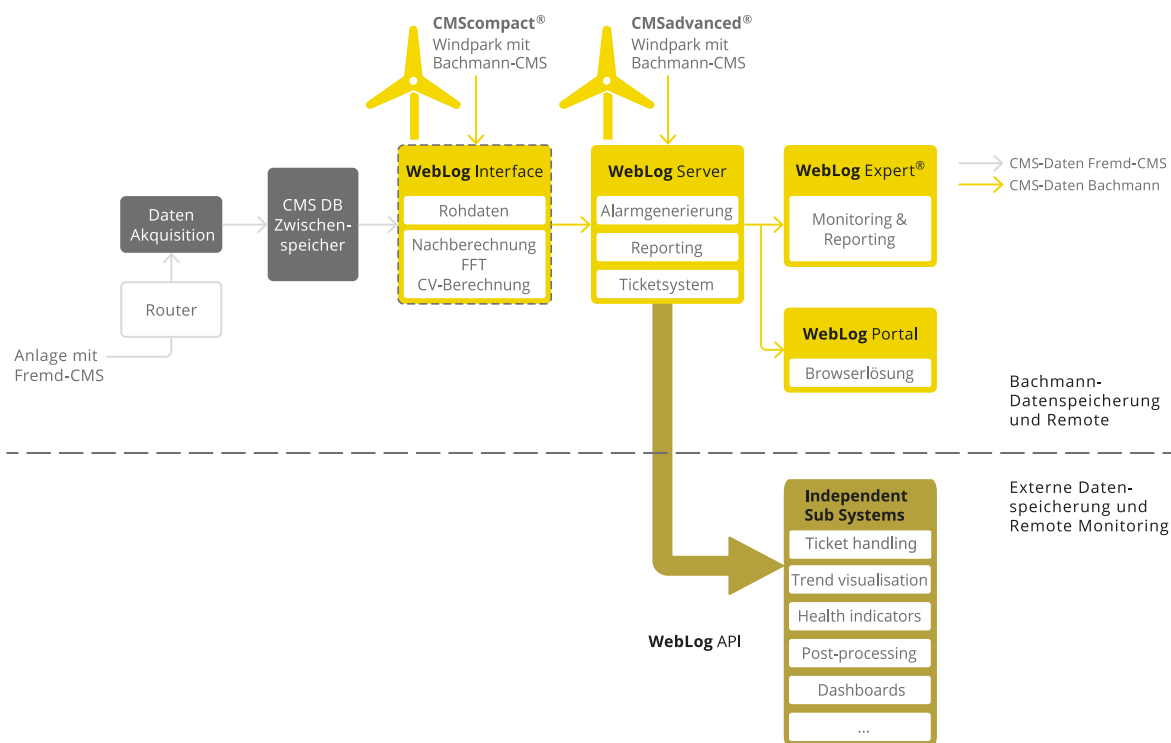 CMScompact®
Windpark mit
Bachmann-CMS
CMSadvanced®
Windpark mit
Bachmann-CMS
Daten
Akquisition
Router
Anlage mit
Fremd-CMS
CMS DB
Zwischen-
speicher
WebLog Interface
Rohdaten
Nachberechnung
FFT
CV-Berechnung
WebLog Server
Alarmgenerierung
Reporting
Ticketsystem
WebLog Expert®
Monitoring &
Reporting
WebLog Portal
Browserlösung
CMS-Daten Fremd-CMS
CMS-Daten Bachmann
Bachmann-
Datenspeicherung
und Remote
Externe Daten-
speicherung und
Remote Monitoring
WebLog API
Independent
Sub Systems
Ticket handling
Trend visualisation
Health indicators
Post-processing
Dashboards
...